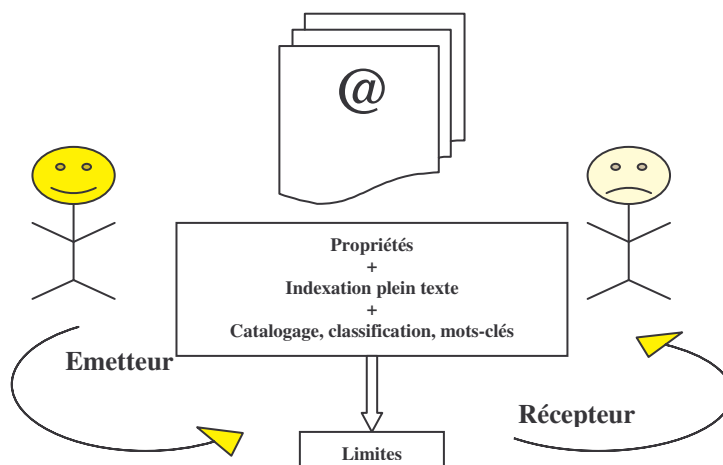 @
Propriétés
+
Indexation plein texte
+
Catalogage, classification, mots-clés
Emetteur
Récepteur
Limites